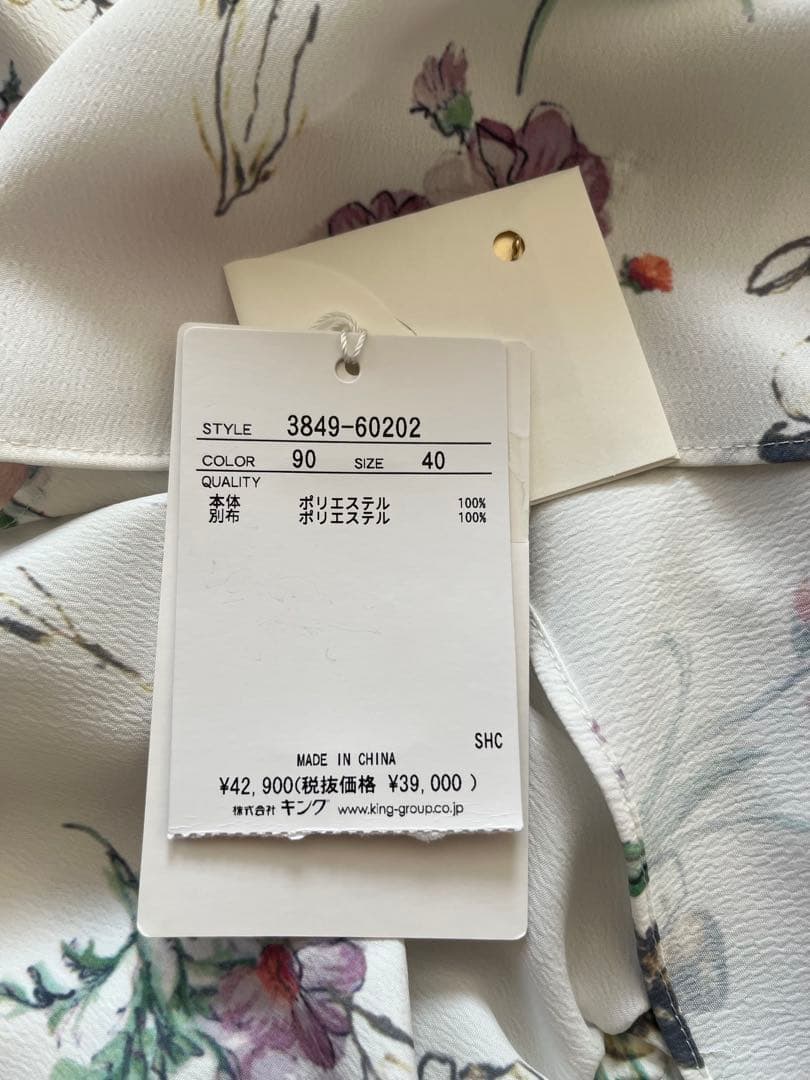 STYLE 3849-60202
COLOR 90 SIZE 40
QUALITY
本体 ポリエステル 100%
別布 ポリエステル 100%
SHC
MADE IN CHINA
¥42,900(税抜価格 ¥39,000 )
株式会社 キング www.king-group.co.jp